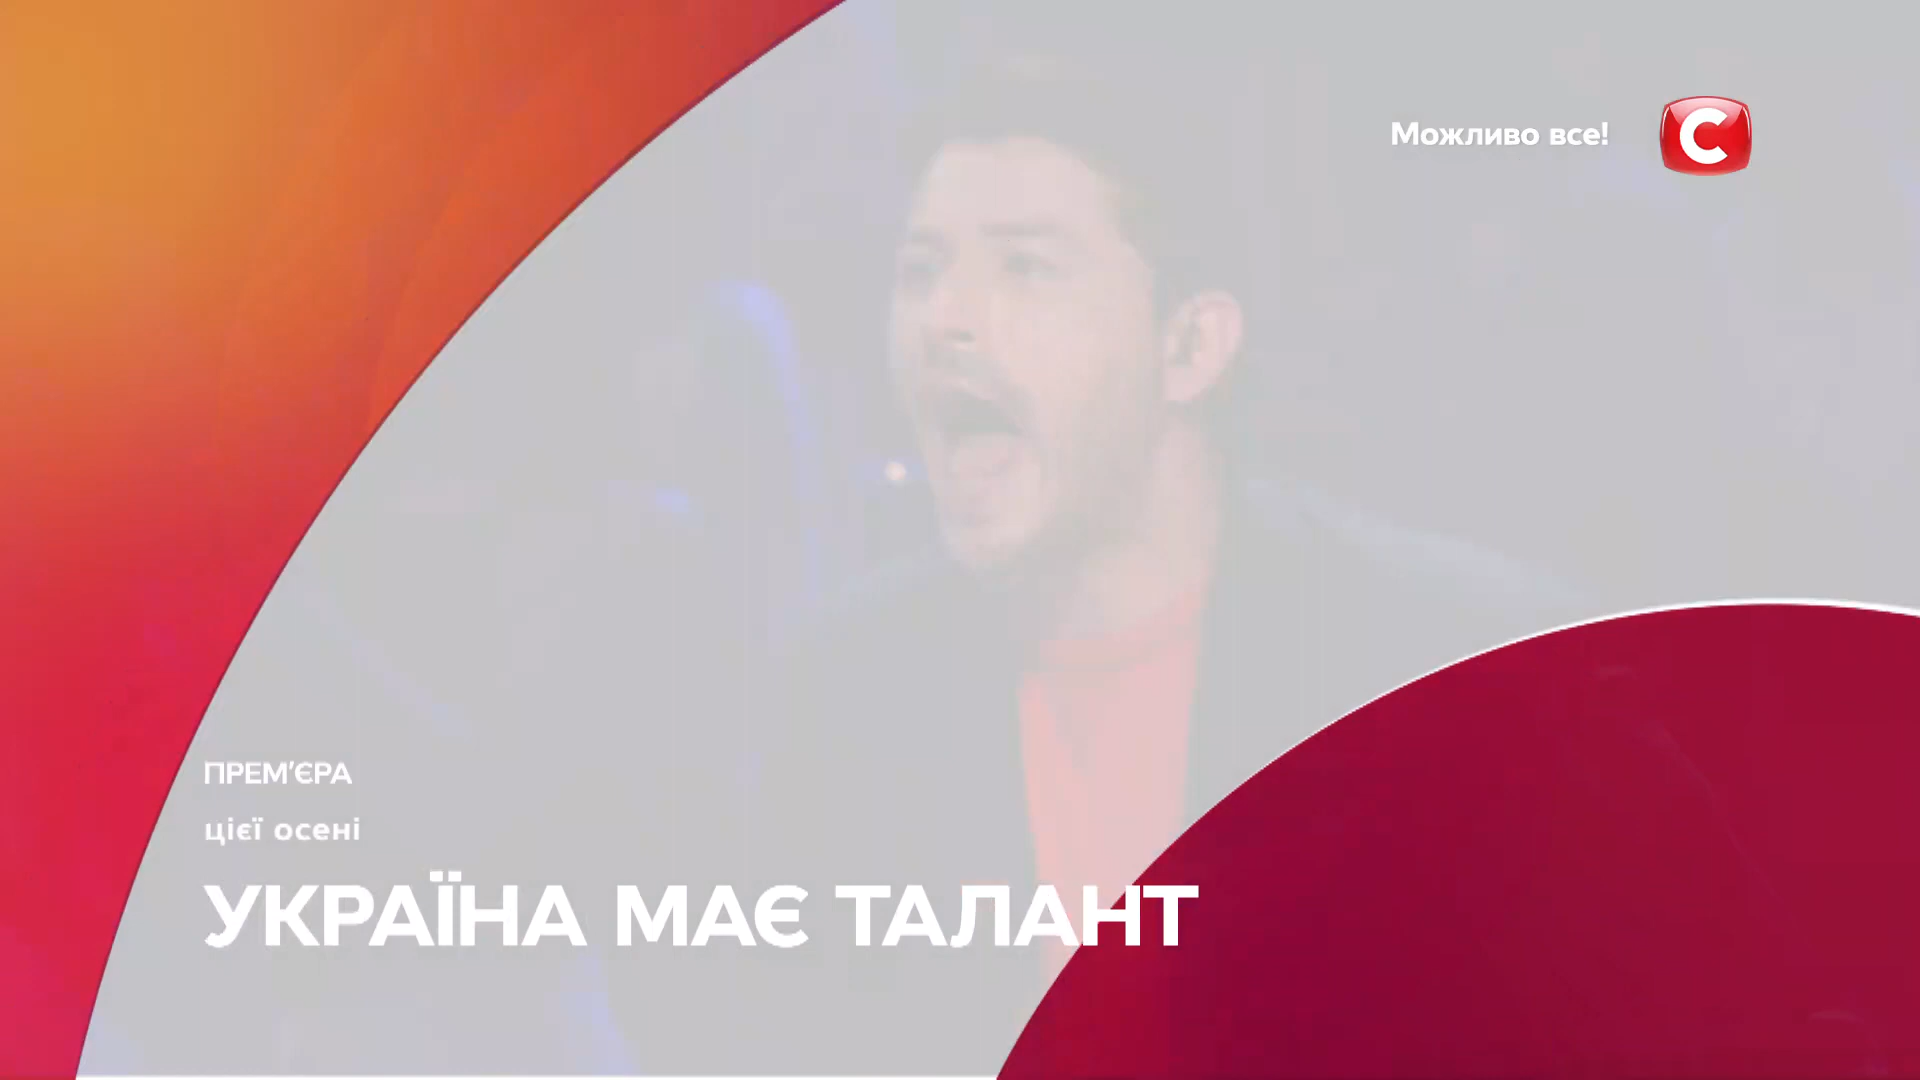 Можливо все!
С
ПРЕМ’ЄРА
цієї осені
УКРАЇНА МАЄ ТАЛАНТ